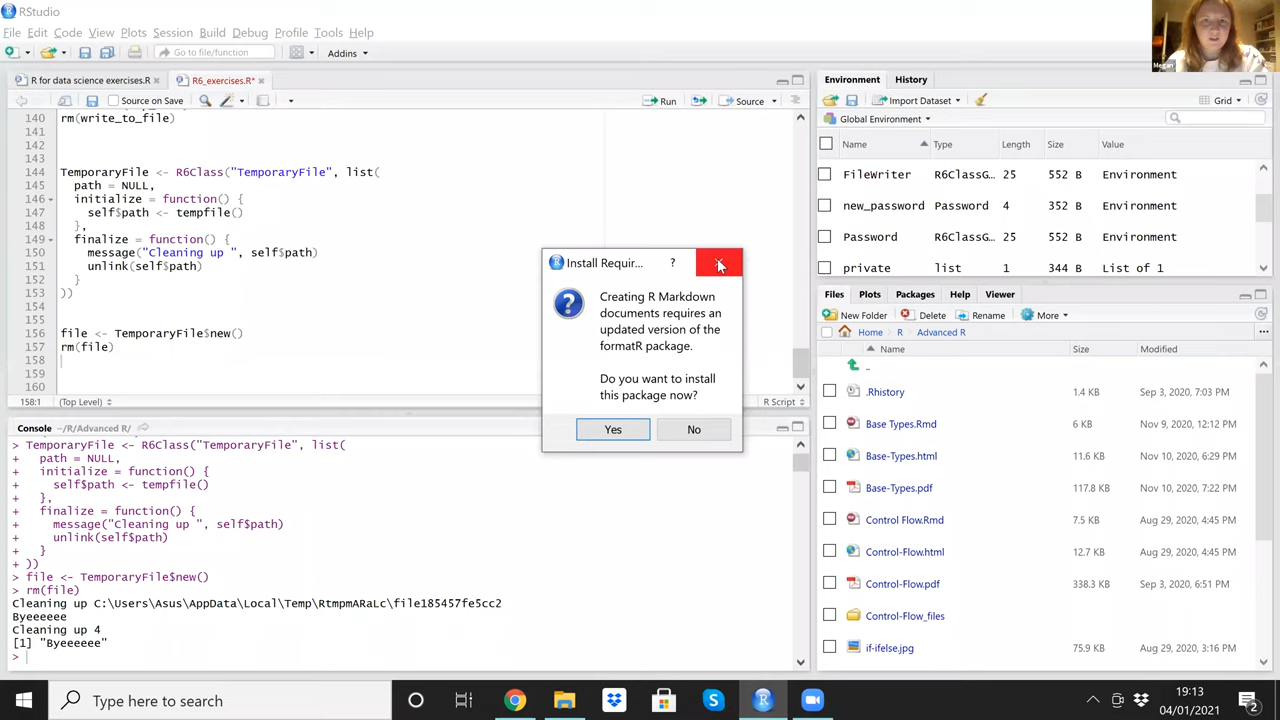 RStudio
File Edit Code View Plots Session Build Debug Profile Tools Help
Go to file/function Addins
R for data science exercises.R R6_exercises.R*
Source on Save Run Source
140 rm(write_to_file)
141
142
143
144 TemporaryFile <- R6Class("TemporaryFile", list(
145 path = NULL,
146 initialize = function() {
147 self$path <- tempfile()
148 },
149 finalize = function() {
150 message("Cleaning up ", self$path)
151 unlink(self$path)
152 }
153 ))
154
155
156 file <- TemporaryFile$new()
157 rm(file)
158
159
160
158:1 (Top Level) R Script
Console ~/R/Advanced R/
> TemporaryFile <- R6Class("TemporaryFile", list(
+ path = NULL,
+ initialize = function() {
+ self$path <- tempfile()
+ },
+ finalize = function() {
+ message("Cleaning up ", self$path)
+ unlink(self$path)
+ }
+ ))
> file <- TemporaryFile$new()
> rm(file)
Cleaning up C:\Users\Asus\AppData\Local\Temp\RtmpmARaLc\file185457fe5cc2
Byeeeeee
Cleaning up 4
[1] "Byeeeeee"
>
Install Requir... ?
Creating R Markdown
documents requires an
updated version of the
formatR package.
Do you want to install
this package now?
Yes No
Megan
Environment History
Import Dataset Grid
Global Environment
Name Type Length Size Value
FileWriter R6ClassG… 25 552 B Environment
new_password Password 4 352 B Environment
Password R6ClassG… 25 552 B Environment
private list 1 344 B List of 1
Files Plots Packages Help Viewer
New Folder Delete Rename More
Home R Advanced R
Name Size Modified
..
.Rhistory 1.4 KB Sep 3, 2020, 7:03 PM
Base Types.Rmd 6 KB Nov 9, 2020, 12:12 PM
Base-Types.html 11.6 KB Nov 10, 2020, 6:29 PM
Base-Types.pdf 117.8 KB Nov 10, 2020, 7:22 PM
Control Flow.Rmd 7.5 KB Aug 29, 2020, 4:45 PM
Control-Flow.html 12.7 KB Aug 29, 2020, 4:45 PM
Control-Flow.pdf 338.3 KB Sep 3, 2020, 6:51 PM
Control-Flow_files
if-ifelse.jpg 75.9 KB Aug 29, 2020, 3:16 PM
Type here to search
19:13
04/01/2021
2